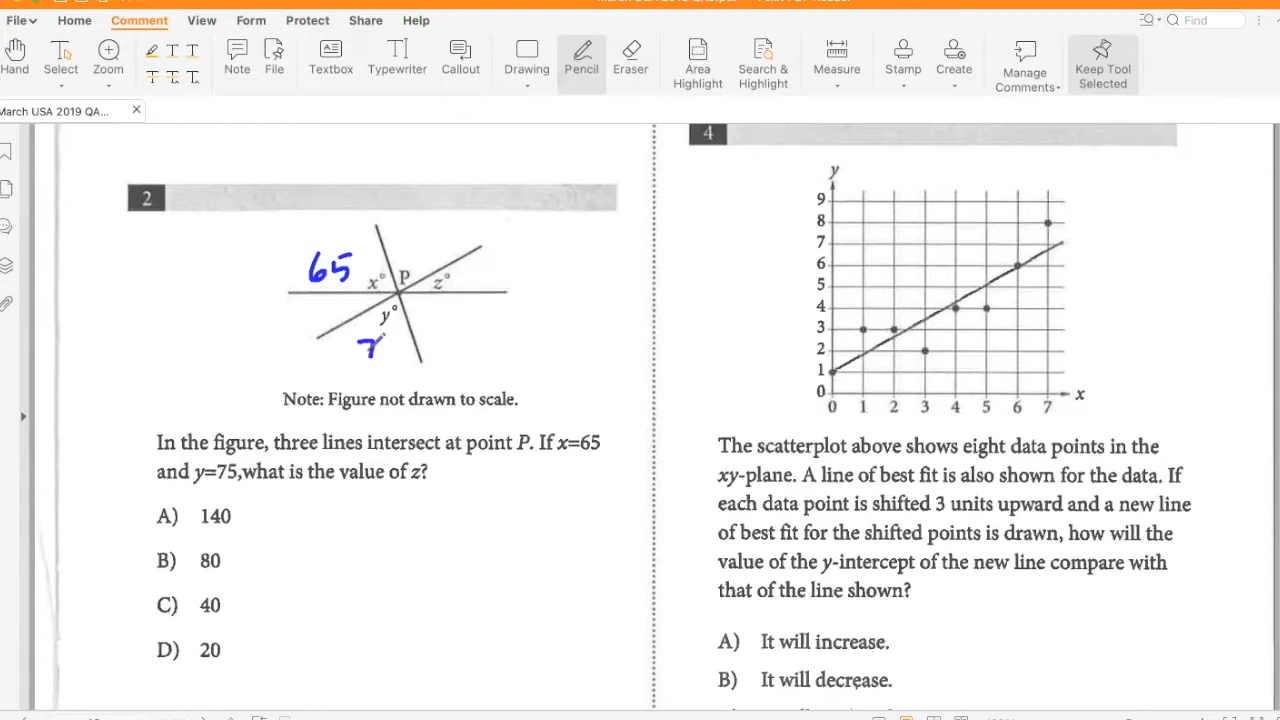 File
Home
Comment
View
Form
Protect
Share
Help
Find
Hand
Select
Zoom
Note
File
Textbox
Typewriter
Callout
Drawing
Pencil
Eraser
Area Highlight
Search & Highlight
Measure
Stamp
Create
Manage Comments
Keep Tool Selected
March USA 2019 QA...
2
65
x°
P
z°
y°
7
Note: Figure not drawn to scale.
In the figure, three lines intersect at point P. If x=65
and y=75,what is the value of z?
A) 140
B) 80
C) 40
D) 20
4
y
9
8
7
6
5
4
3
2
1
0
0 1 2 3 4 5 6 7
x
The scatterplot above shows eight data points in the
xy-plane. A line of best fit is also shown for the data. If
each data point is shifted 3 units upward and a new line
of best fit for the shifted points is drawn, how will the
value of the y-intercept of the new line compare with
that of the line shown?
A) It will increase.
B) It will decrease.